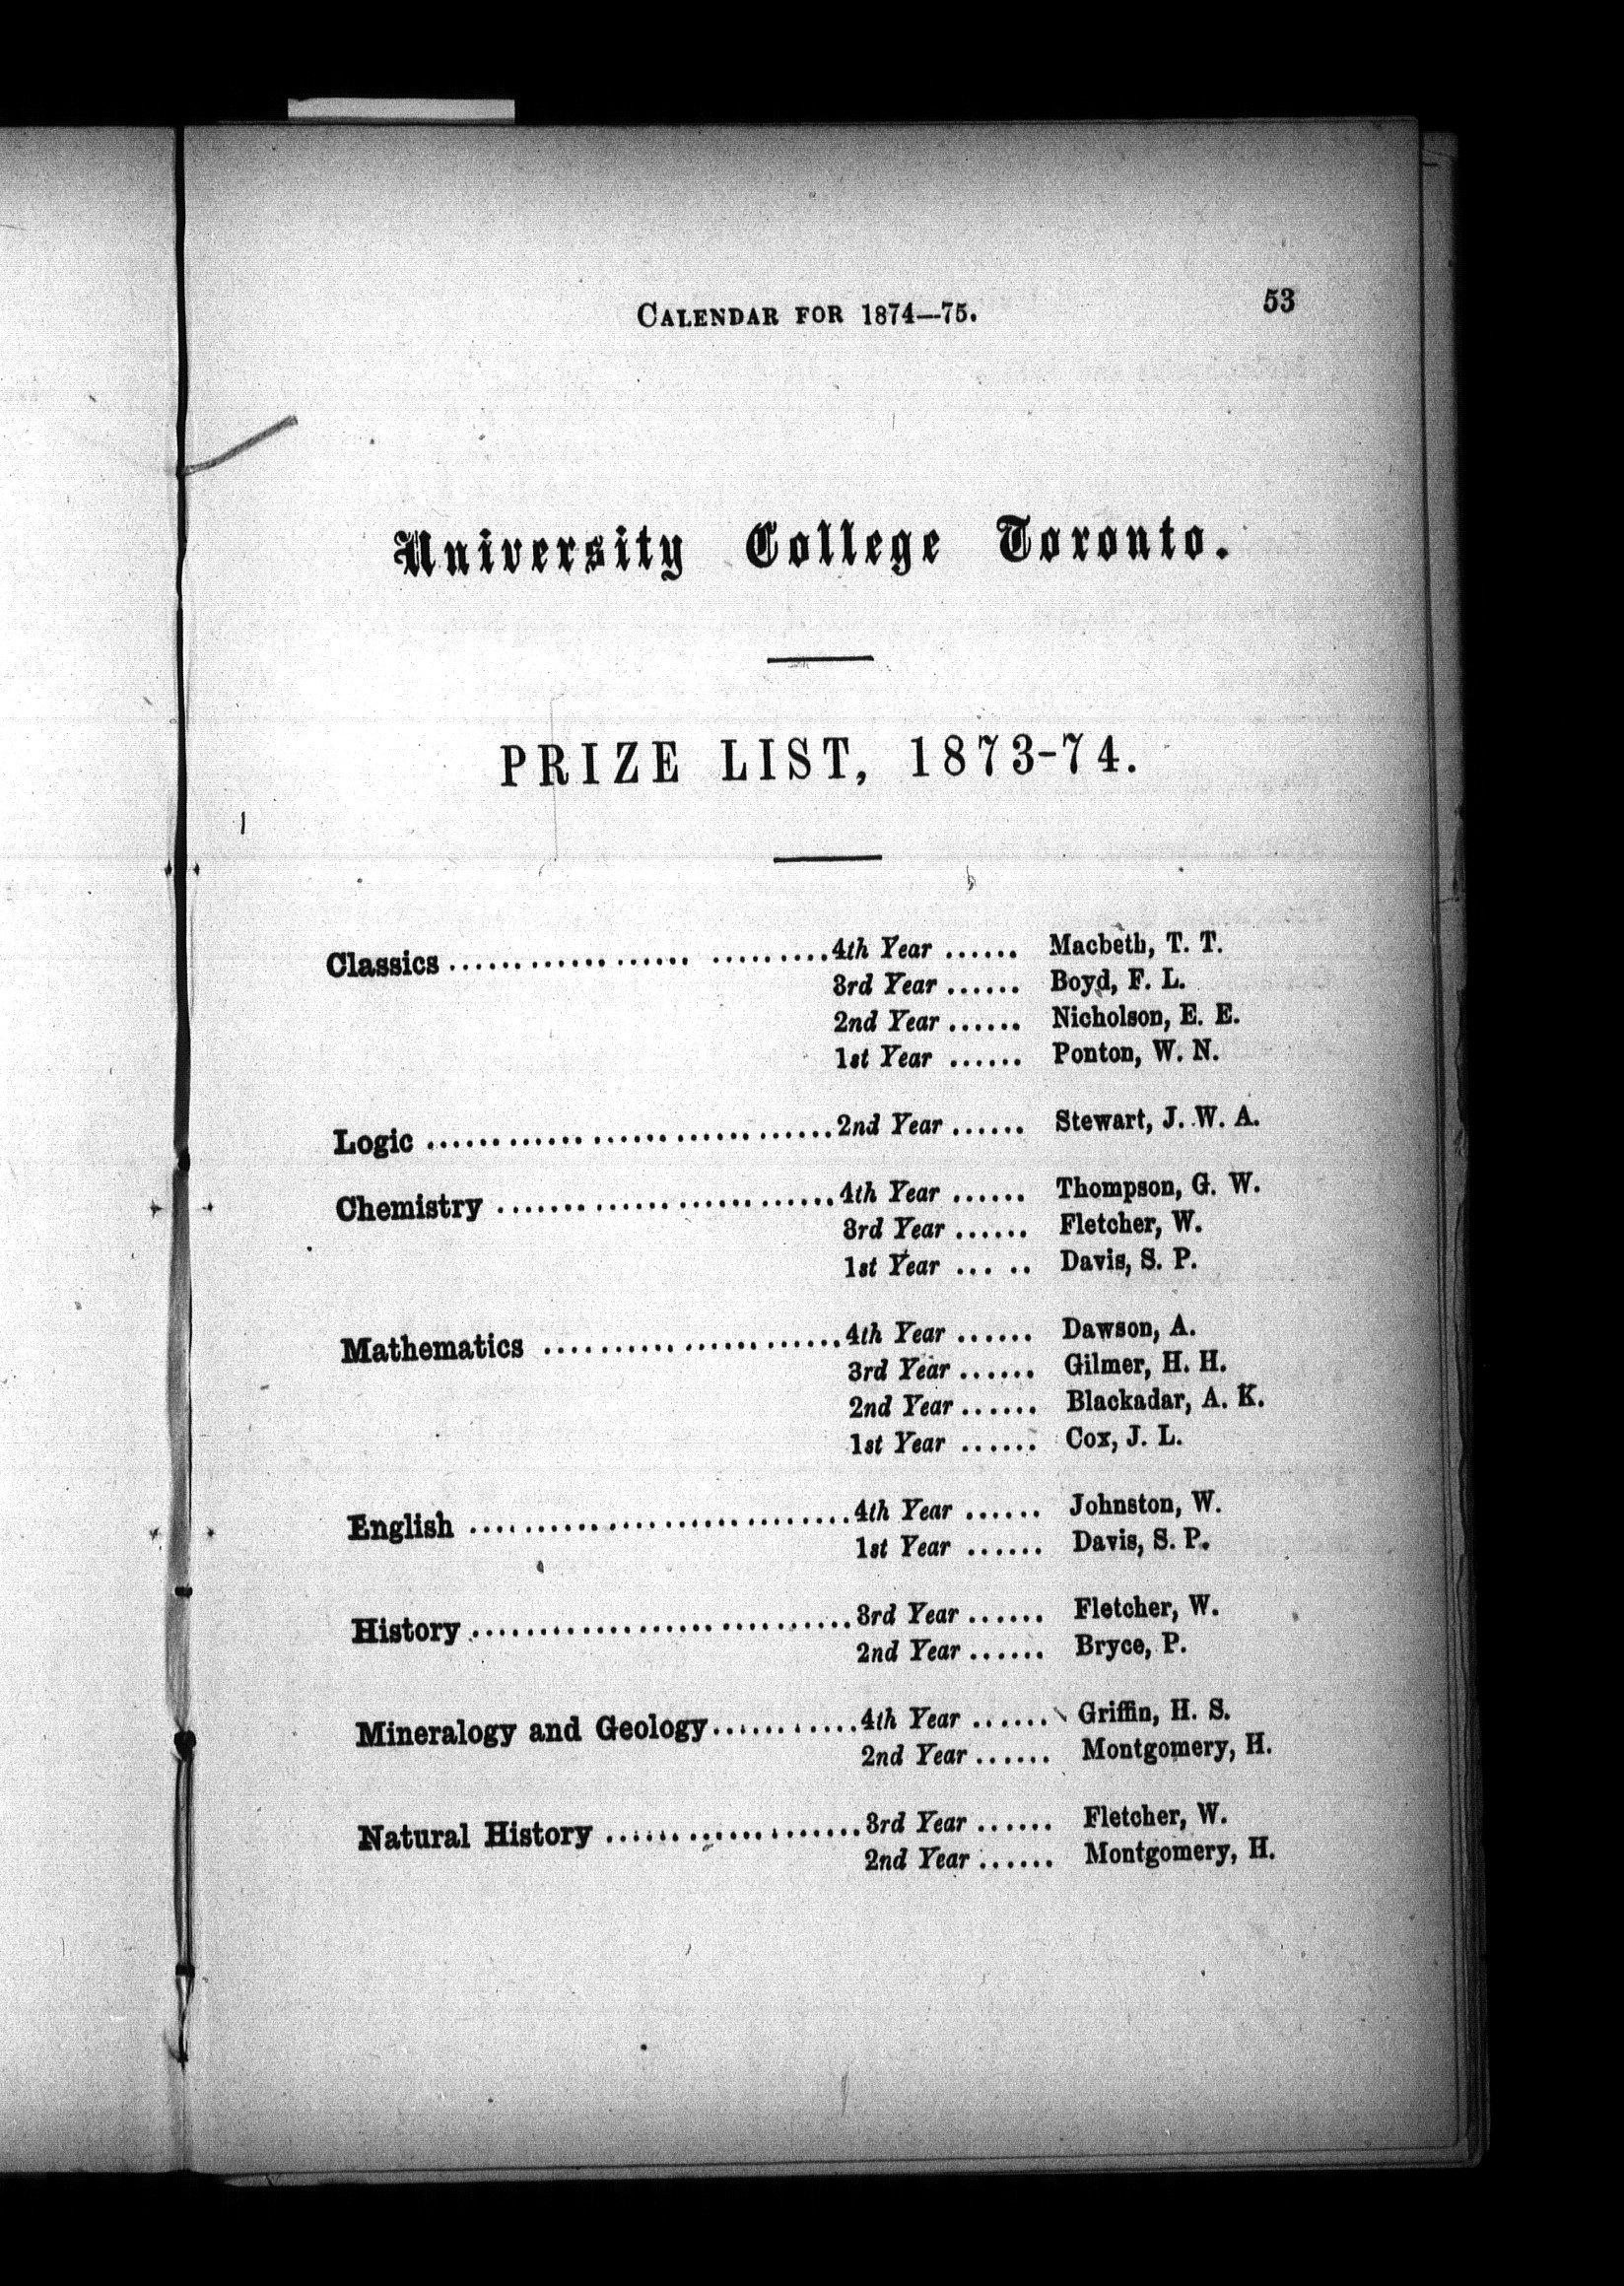 CALENDAR FOR 1874—75. 53
University College Toronto.
PRIZE LIST, 1873-74.
Classics ........................ 4th Year ...... Macbeth, T. T.
3rd Year ...... Boyd, F. L.
2nd Year ...... Nicholson, E. E.
1st Year ...... Ponton, W. N.
Logic ........................ 2nd Year ...... Stewart, J. W. A.
Chemistry ........................ 4th Year ...... Thompson, G. W.
3rd Year ...... Fletcher, W.
1st Year ... .. Davis, S. P.
Mathematics ........................ 4th Year ...... Dawson, A.
3rd Year ...... Gilmer, H. H.
2nd Year ...... Blackadar, A. K.
1st Year ...... Cox, J. L.
English ........................ 4th Year ...... Johnston, W.
1st Year ...... Davis, S. P.
History ........................ 3rd Year ...... Fletcher, W.
2nd Year ...... Bryce, P.
Mineralogy and Geology ........... 4th Year ...... Griffin, H. S.
2nd Year ...... Montgomery, H.
Natural History ................... 3rd Year ...... Fletcher, W.
2nd Year ...... Montgomery, H.